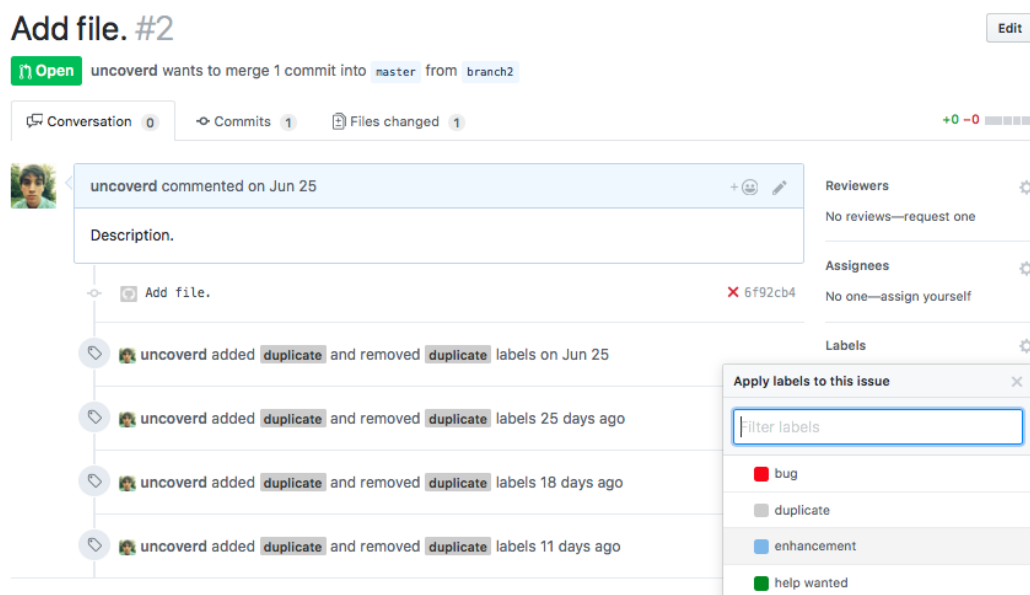 Add file. #2
Edit
Open uncoverd wants to merge 1 commit into master from branch2
Conversation 0 Commits 1 Files changed 1 +0 −0
uncoverd commented on Jun 25
Description.
Add file. 6f92cb4
uncoverd added duplicate and removed duplicate labels on Jun 25
uncoverd added duplicate and removed duplicate labels 25 days ago
uncoverd added duplicate and removed duplicate labels 18 days ago
uncoverd added duplicate and removed duplicate labels 11 days ago
Reviewers
No reviews—request one
Assignees
No one—assign yourself
Labels
Apply labels to this issue
Filter labels
bug
duplicate
enhancement
help wanted